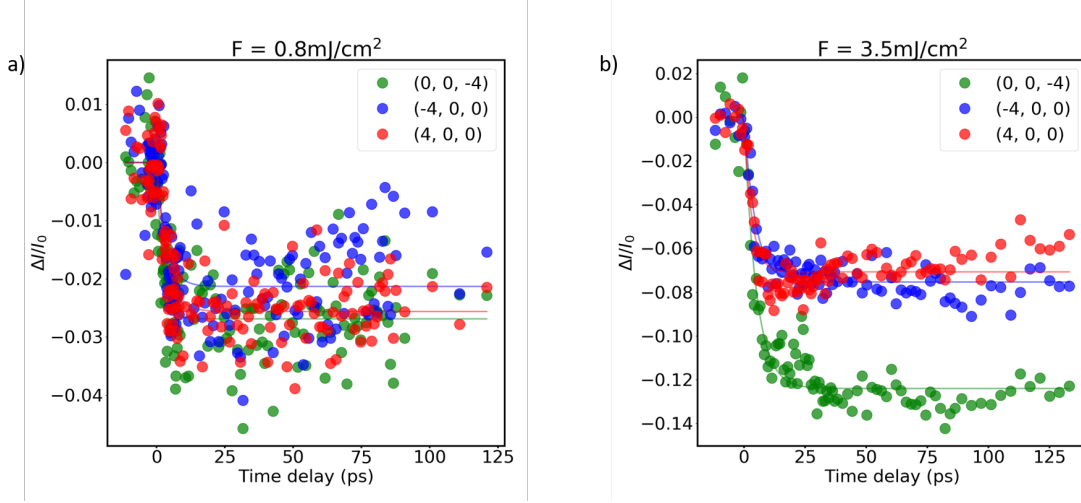 a)
F = 0.8mJ/cm²
(0, 0, -4)
(-4, 0, 0)
(4, 0, 0)
0.01
0.00
−0.01
−0.02
−0.03
−0.04
ΔI/I₀
0 25 50 75 100 125
Time delay (ps)
b)
F = 3.5mJ/cm²
(0, 0, -4)
(-4, 0, 0)
(4, 0, 0)
0.02
0.00
−0.02
−0.04
−0.06
−0.08
−0.10
−0.12
−0.14
ΔI/I₀
0 25 50 75 100 125
Time delay (ps)